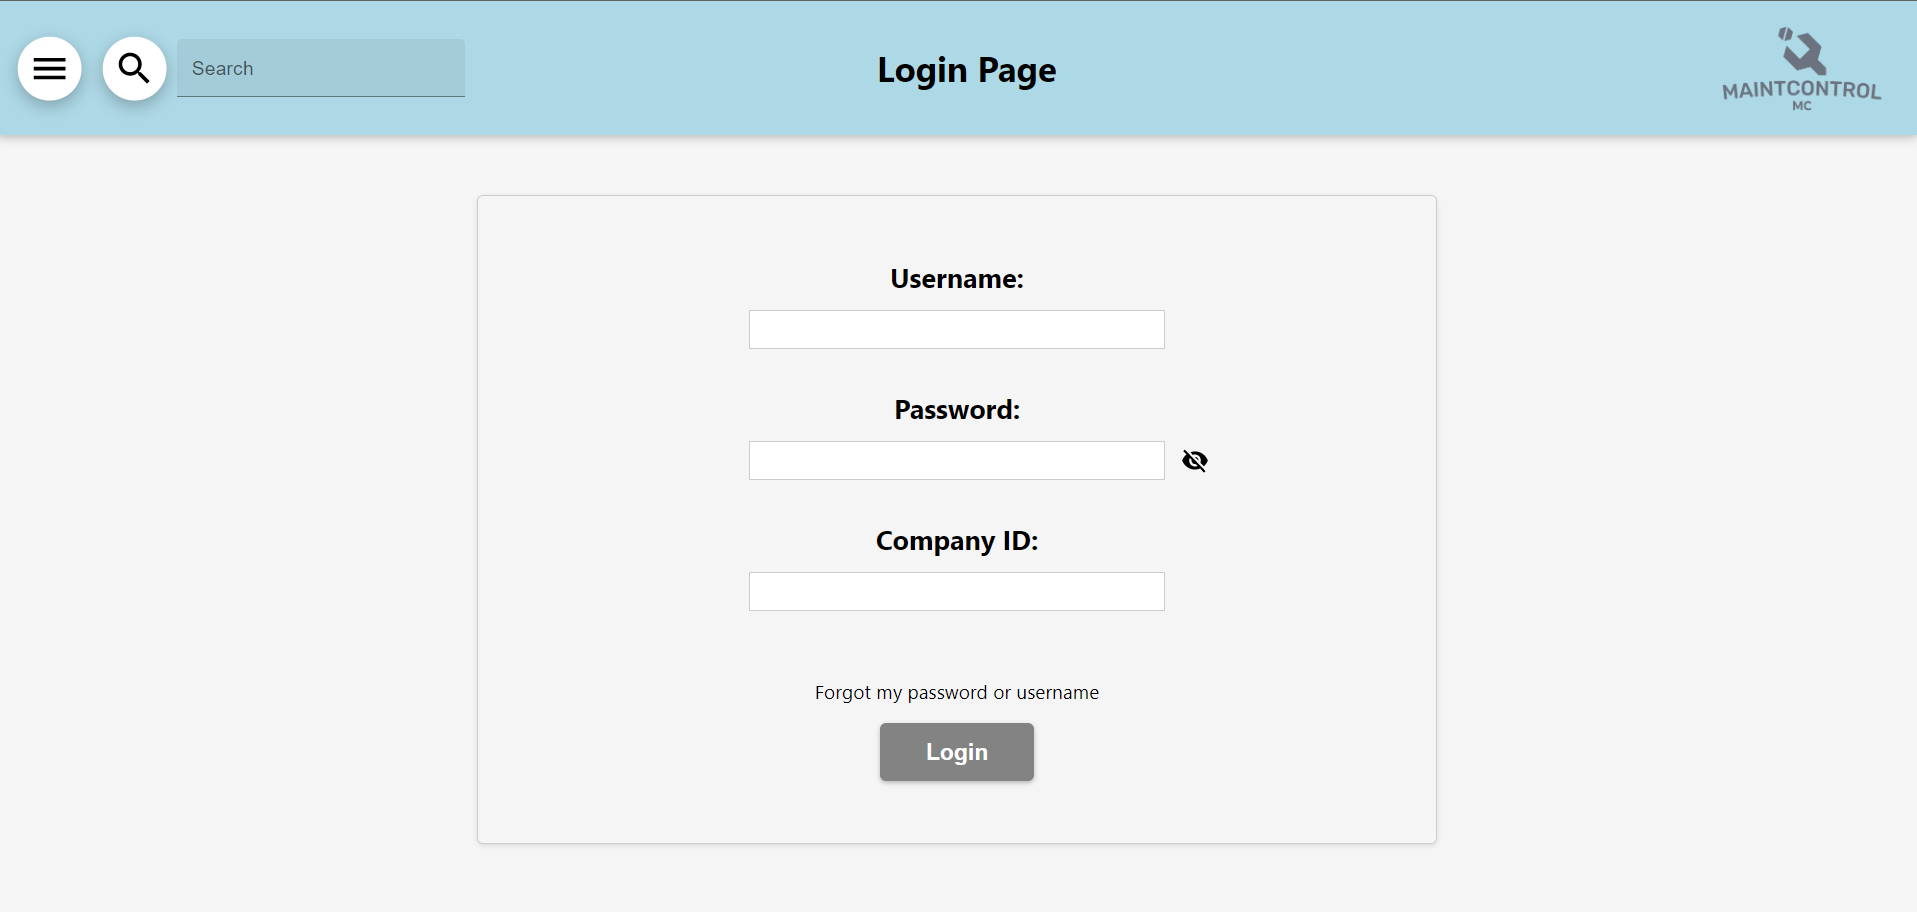 Search
Login Page
MAINTCONTROL
MC
Username:
Password:
Company ID:
Forgot my password or username
Login